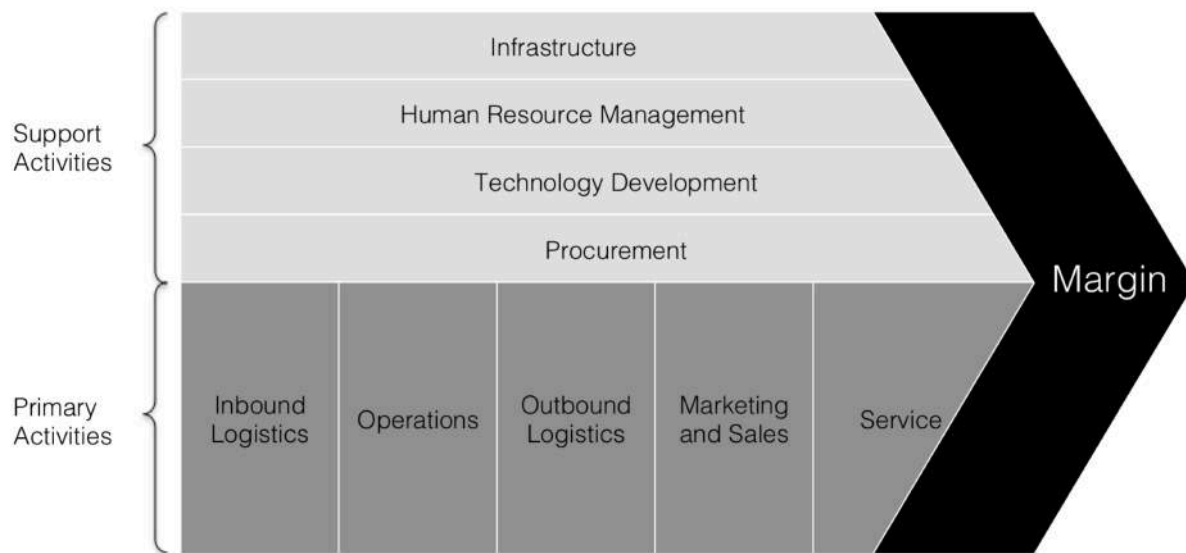 Support
Activities
Infrastructure
Human Resource Management
Technology Development
Procurement
Margin
Primary
Activities
Inbound
Logistics
Operations
Outbound
Logistics
Marketing
and Sales
Service